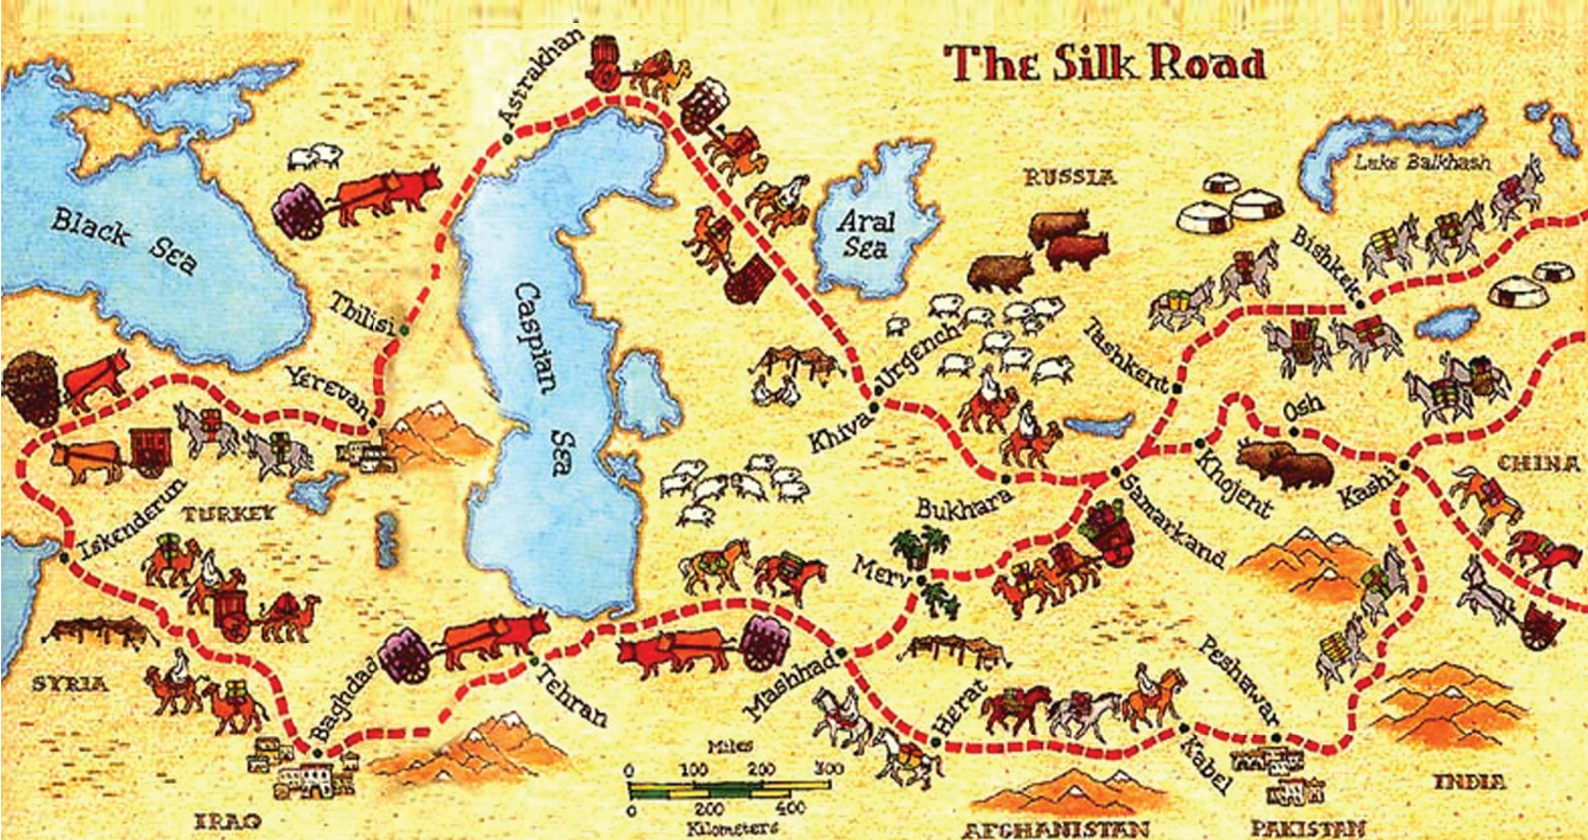 The Silk Road
Astrakhan
RUSSIA
Lake Balkhash
Black Sea
Aral
Sea
Bishkek
Caspian
Sea
Tbilisi
Urgench
Tashkent
Yerevan
Khiva
Osh
CHINA
Khojent
Kashi
Bukhara
Samarkand
Iskenderun
TURKEY
Merv
SYRIA
Baghdad
Tehran
Mashhad
Herat
Peshawar
Kabel
Miles
0 100 200 300
0 200 400
Kilometers
INDIA
IRAQ
AFGHANISTAN
PAKISTAN